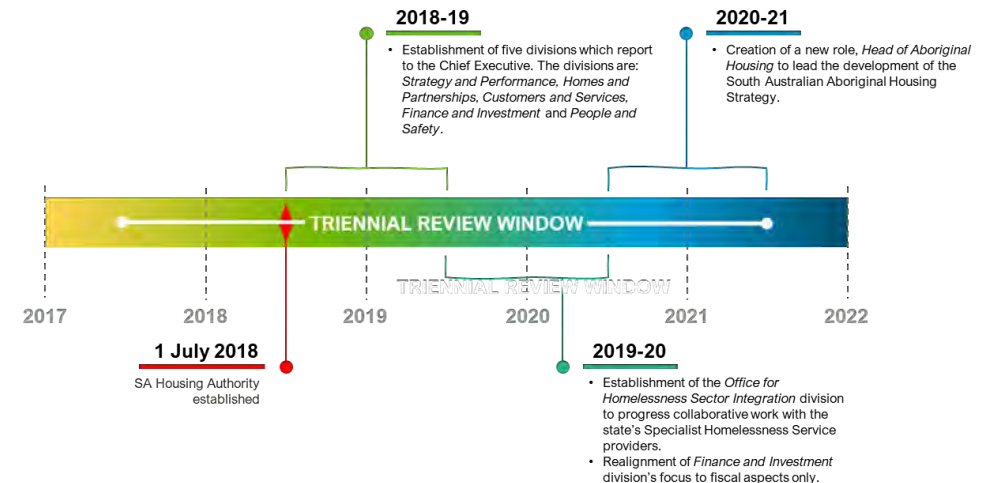 2018-19
• Establishment of five divisions which report
to the Chief Executive. The divisions are:
Strategy and Performance, Homes and
Partnerships, Customers and Services,
Finance and Investment and People and
Safety.
2020-21
• Creation of a new role, Head of Aboriginal
Housing to lead the development of the
South Australian Aboriginal Housing
Strategy.
TRIENNIAL REVIEW WINDOW
TRIENNIAL REVIEW WINDOW
2017
2018
2019
2020
2021
2022
1 July 2018
SA Housing Authority
established
2019-20
• Establishment of the Office for
Homelessness Sector Integration division
to progress collaborative work with the
state's Specialist Homelessness Service
providers.
• Realignment of Finance and Investment
division's focus to fiscal aspects only.